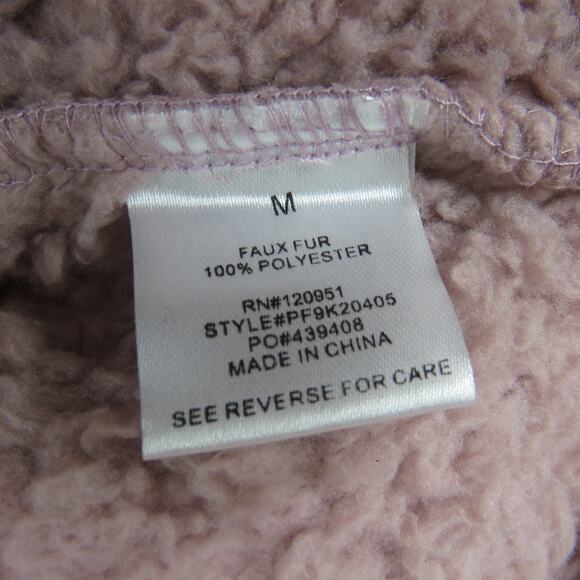 M
FAUX FUR
100% POLYESTER
RN#120951
STYLE#PF9K20405
PO#439408
MADE IN CHINA
SEE REVERSE FOR CARE